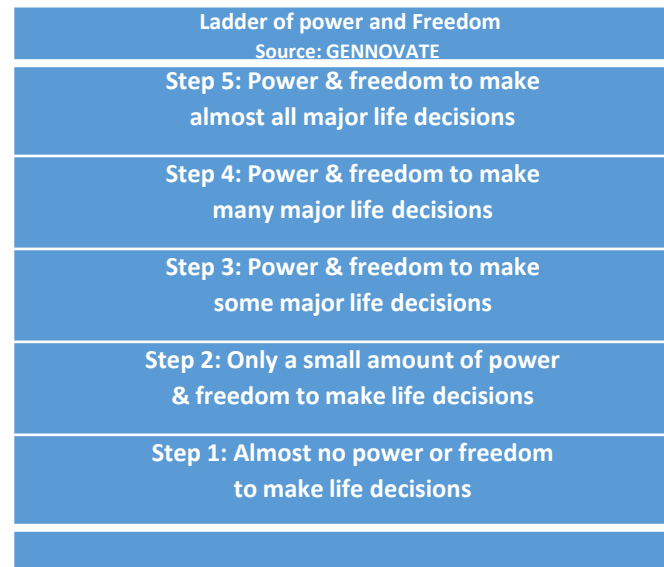 Ladder of power and Freedom
Source: GENNOVATE
Step 5: Power & freedom to make
almost all major life decisions
Step 4: Power & freedom to make
many major life decisions
Step 3: Power & freedom to make
some major life decisions
Step 2: Only a small amount of power
& freedom to make life decisions
Step 1: Almost no power or freedom
to make life decisions